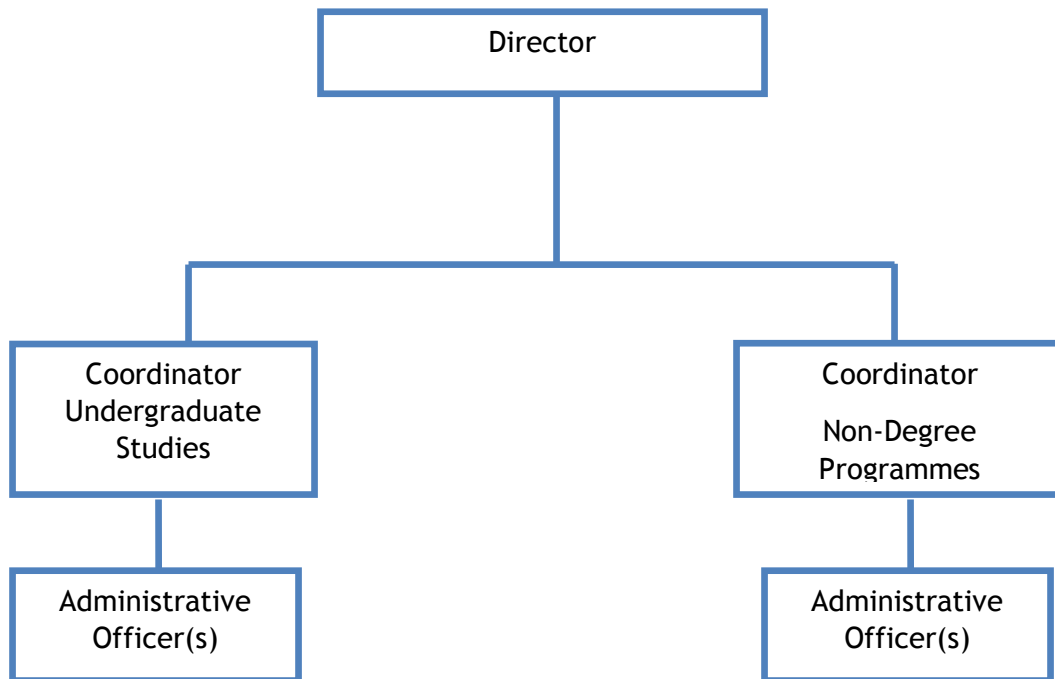 Director
Coordinator
Undergraduate
Studies
Coordinator
Non-Degree
Programmes
Administrative
Officer(s)
Administrative
Officer(s)